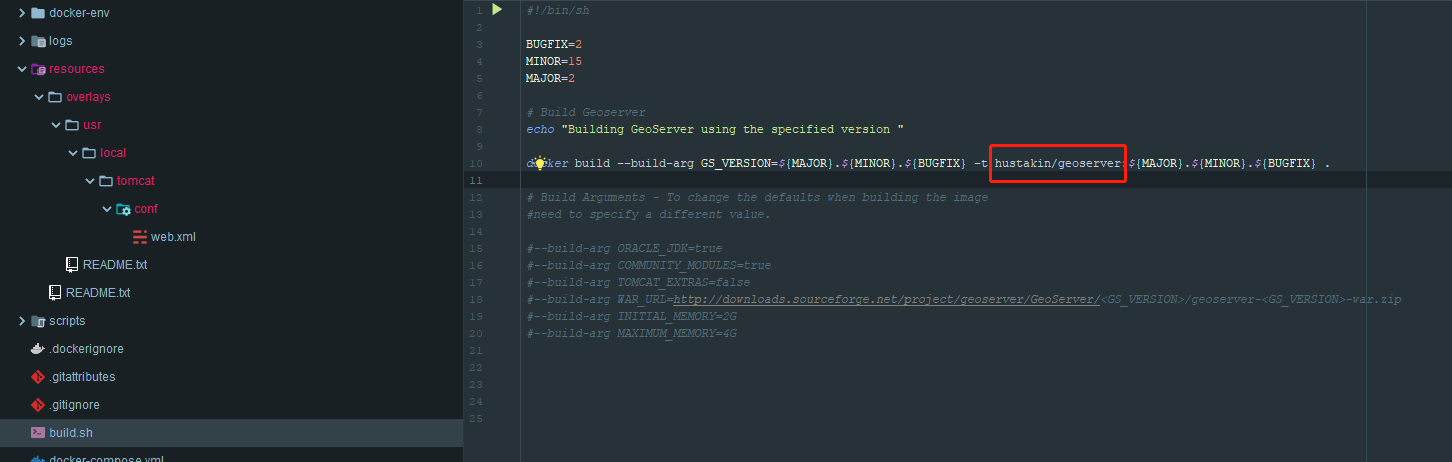 docker-env
logs
resources
overlays
usr
local
tomcat
conf
web.xml
README.txt
README.txt
scripts
.dockerignore
.gitattributes
.gitignore
build.sh
docker-compose.yml
1 #!/bin/sh
2
3 BUGFIX=2
4 MINOR=15
5 MAJOR=2
6
7 # Build Geoserver
8 echo "Building GeoServer using the specified version "
9
10 docker build --build-arg GS_VERSION=${MAJOR}.${MINOR}.${BUGFIX} -t hustakin/geoserver:${MAJOR}.${MINOR}.${BUGFIX} .
11
12 # Build Arguments - To change the defaults when building the image
13 #need to specify a different value.
14
15 #--build-arg ORACLE_JDK=true
16 #--build-arg COMMUNITY_MODULES=true
17 #--build-arg TOMCAT_EXTRAS=false
18 #--build-arg WAR_URL=http://downloads.sourceforge.net/project/geoserver/GeoServer/<GS_VERSION>/geoserver-<GS_VERSION>-war.zip
19 #--build-arg INITIAL_MEMORY=2G
20 #--build-arg MAXIMUM_MEMORY=4G
21
22
23
24
25